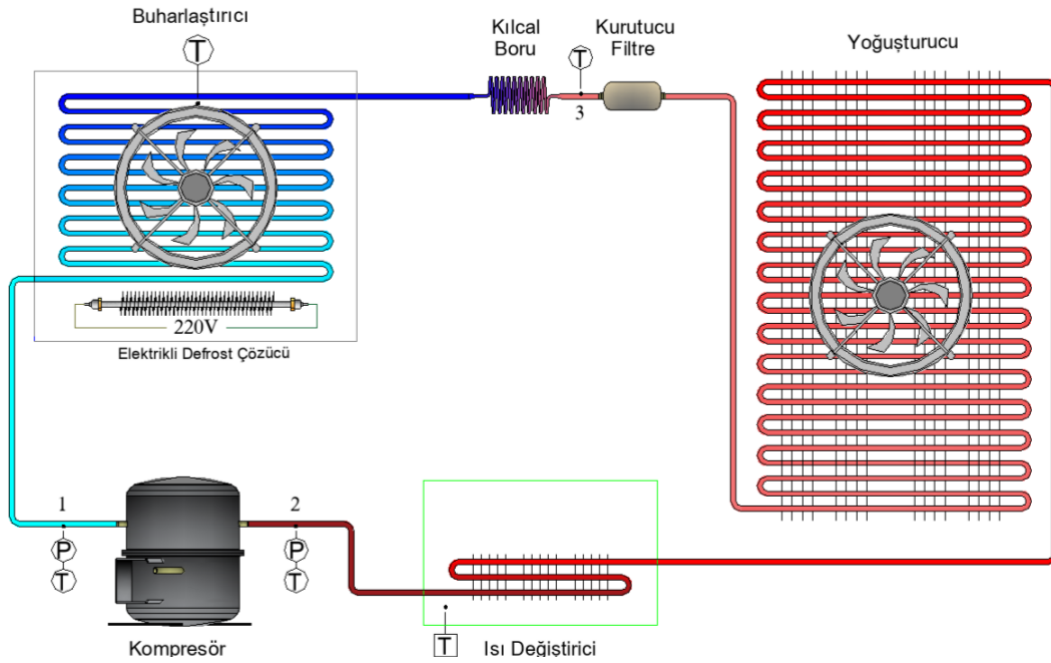 Buharlaştırıcı
T
Kılcal
Boru
Kurutucu
Filtre
Yoğuşturucu
T
3
220V
Elektrikli Defrost Çözücü
1
2
P
T
P
T
T
Kompresör
Isı Değiştirici